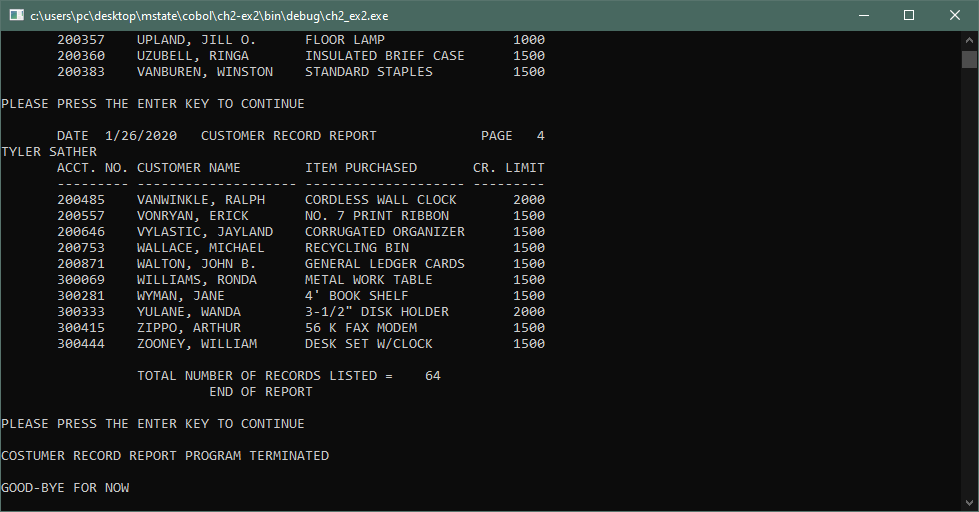 c:\users\pc\desktop\mstate\cobol\ch2-ex2\bin\debug\ch2_ex2.exe
200357 UPLAND, JILL O. FLOOR LAMP 1000
200360 UZUBELL, RINGA INSULATED BRIEF CASE 1500
200383 VANBUREN, WINSTON STANDARD STAPLES 1500
PLEASE PRESS THE ENTER KEY TO CONTINUE
DATE 1/26/2020 CUSTOMER RECORD REPORT PAGE 4
TYLER SATHER
ACCT. NO. CUSTOMER NAME ITEM PURCHASED CR. LIMIT
--------- -------------------- -------------------- ---------
200485 VANWINKLE, RALPH CORDLESS WALL CLOCK 2000
200557 VONRYAN, ERICK NO. 7 PRINT RIBBON 1500
200646 VYLASTIC, JAYLAND CORRUGATED ORGANIZER 1500
200753 WALLACE, MICHAEL RECYCLING BIN 1500
200871 WALTON, JOHN B. GENERAL LEDGER CARDS 1500
300069 WILLIAMS, RONDA METAL WORK TABLE 1500
300281 WYMAN, JANE 4' BOOK SHELF 1500
300333 YULANE, WANDA 3-1/2" DISK HOLDER 2000
300415 ZIPPO, ARTHUR 56 K FAX MODEM 1500
300444 ZOONEY, WILLIAM DESK SET W/CLOCK 1500
TOTAL NUMBER OF RECORDS LISTED = 64
END OF REPORT
PLEASE PRESS THE ENTER KEY TO CONTINUE
COSTUMER RECORD REPORT PROGRAM TERMINATED
GOOD-BYE FOR NOW